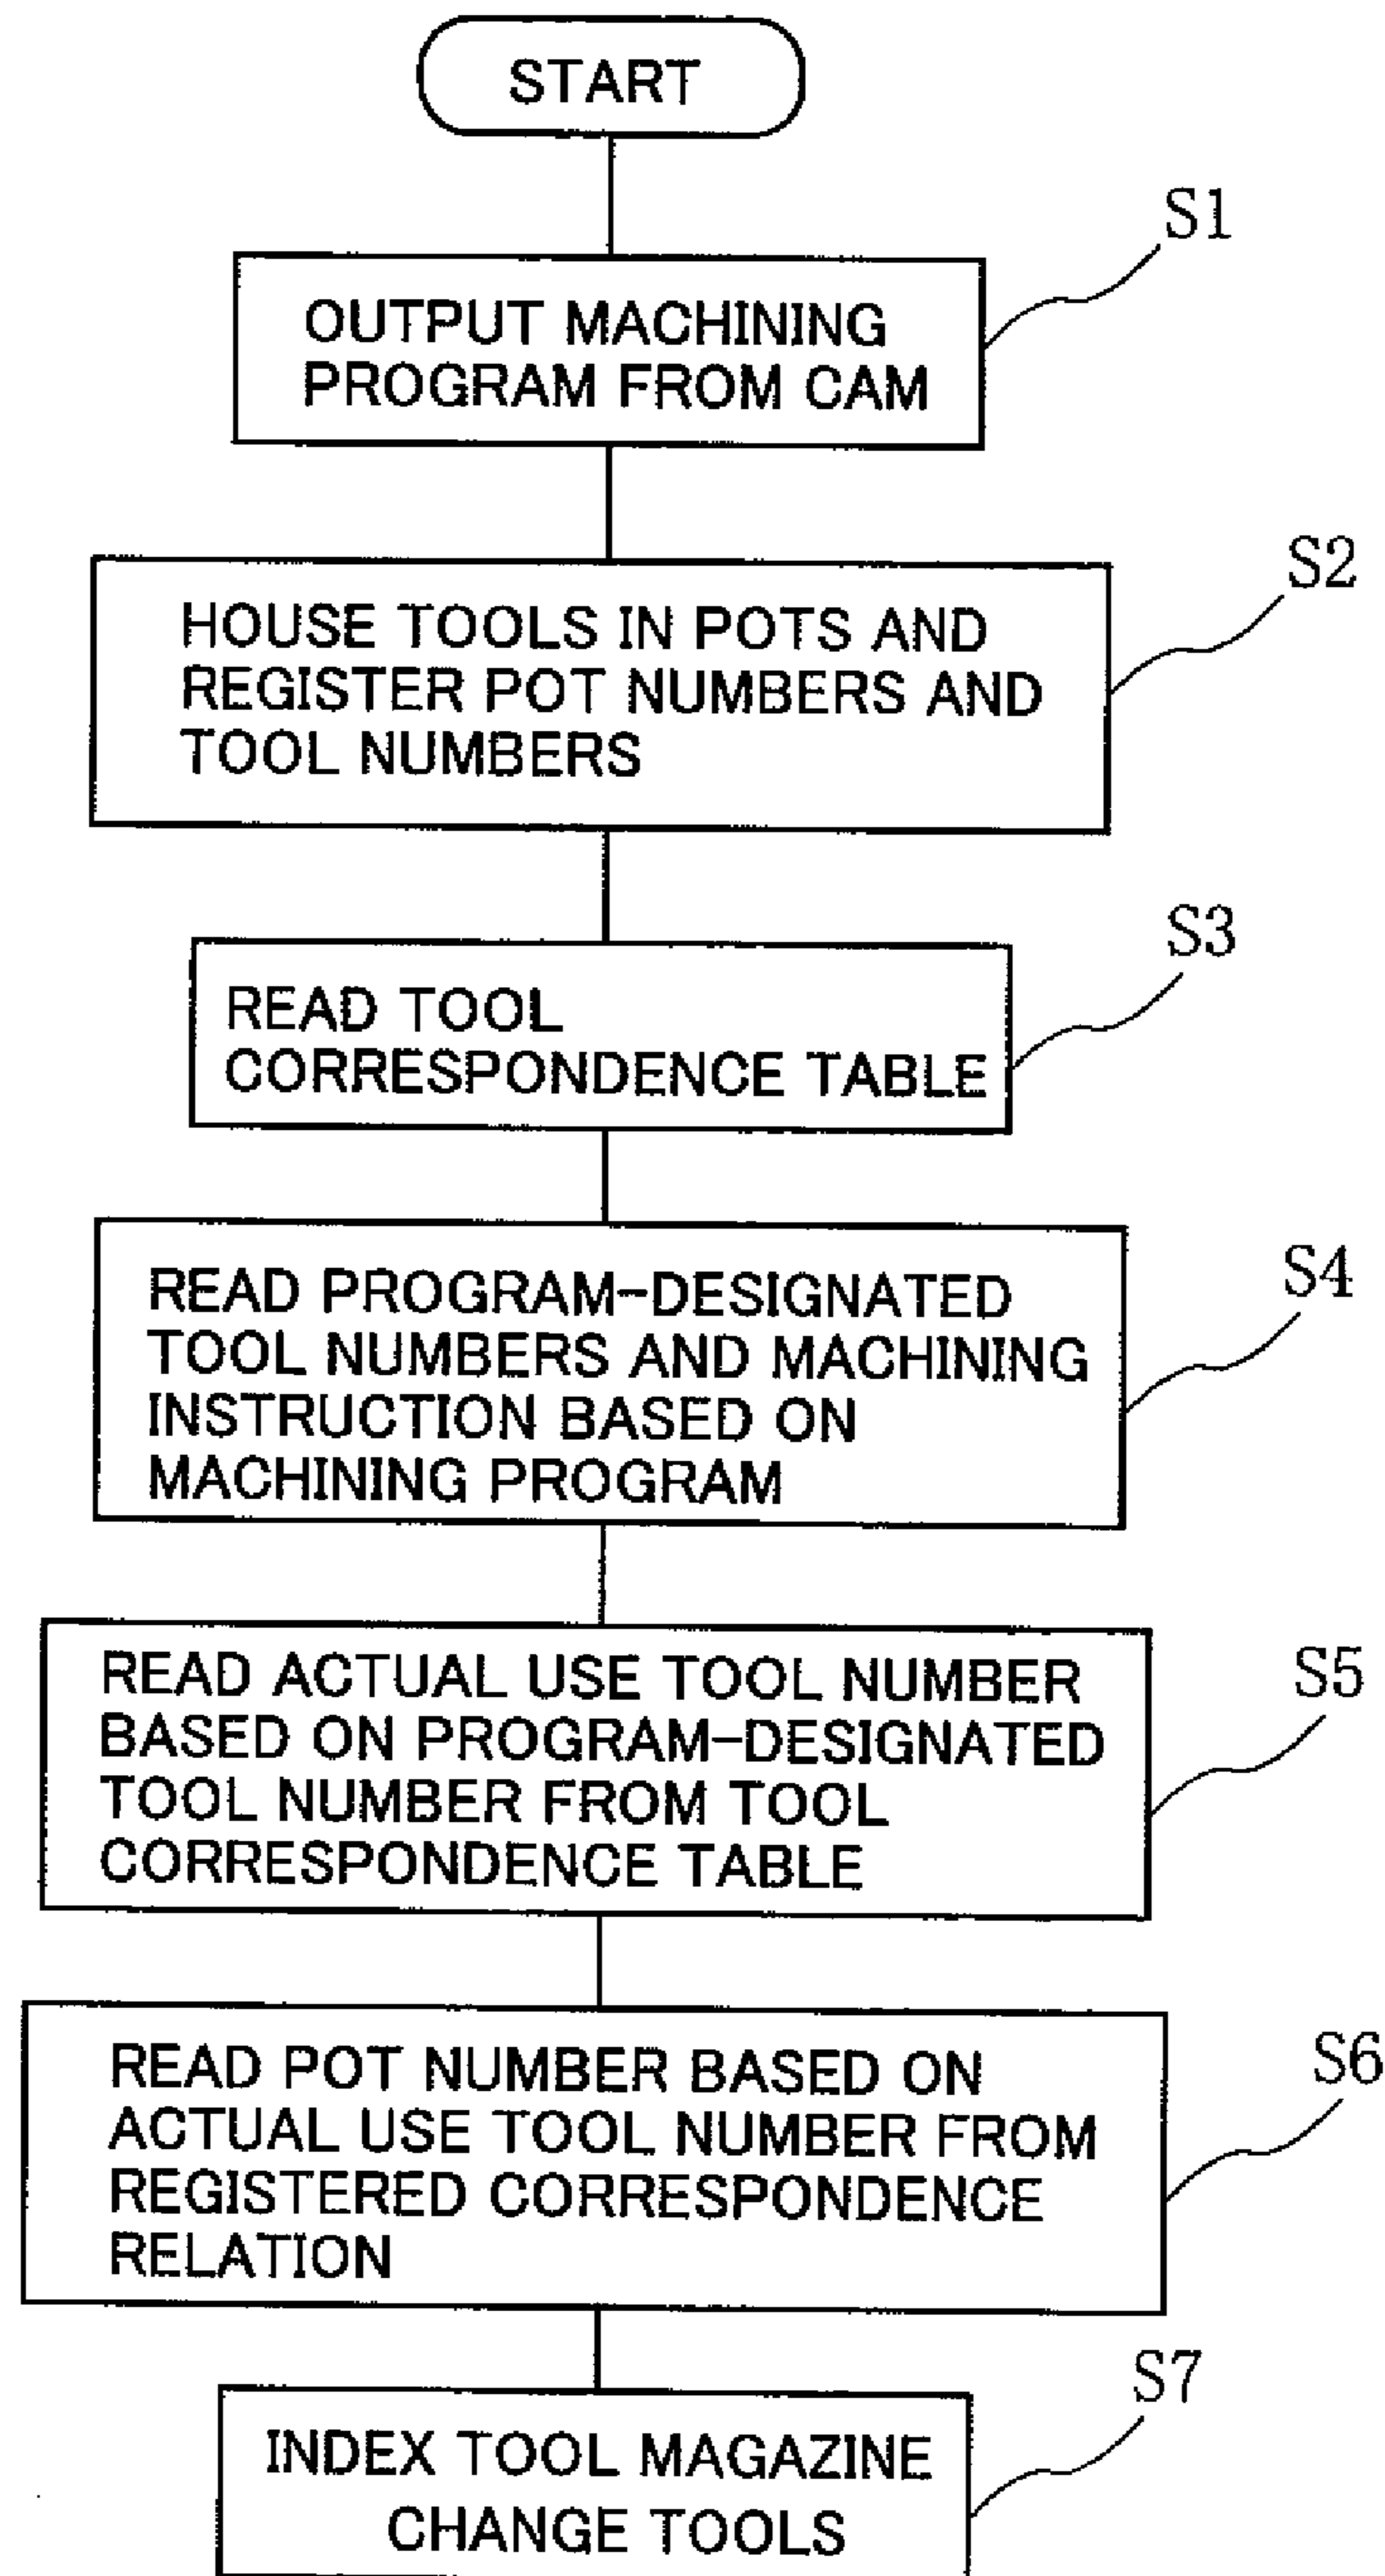 START
S1
OUTPUT MACHINING
PROGRAM FROM CAM
S2
HOUSE TOOLS IN POTS AND
REGISTER POT NUMBERS AND
TOOL NUMBERS
S3
READ TOOL
CORRESPONDENCE TABLE
S4
READ PROGRAM-DESIGNATED
TOOL NUMBERS AND MACHINING
INSTRUCTION BASED ON
MACHINING PROGRAM
S5
READ ACTUAL USE TOOL NUMBER
BASED ON PROGRAM-DESIGNATED
TOOL NUMBER FROM TOOL
CORRESPONDENCE TABLE
S6
READ POT NUMBER BASED ON
ACTUAL USE TOOL NUMBER FROM
REGISTERED CORRESPONDENCE
RELATION
S7
INDEX TOOL MAGAZINE
CHANGE TOOLS